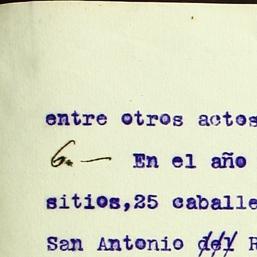 entre otros actos
6.— En el año
sitios,25 caballe
San Antonio del R